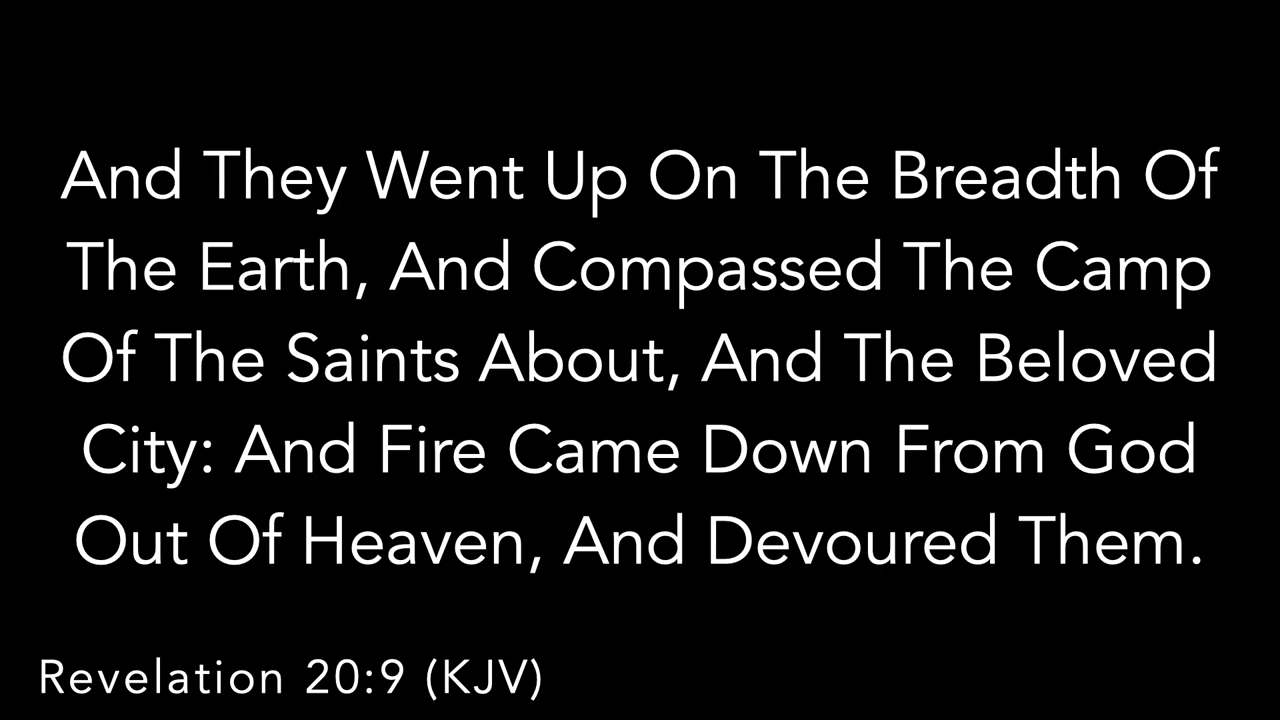 And They Went Up On The Breadth Of
The Earth, And Compassed The Camp
Of The Saints About, And The Beloved
City: And Fire Came Down From God
Out Of Heaven, And Devoured Them.
Revelation 20:9 (KJV)